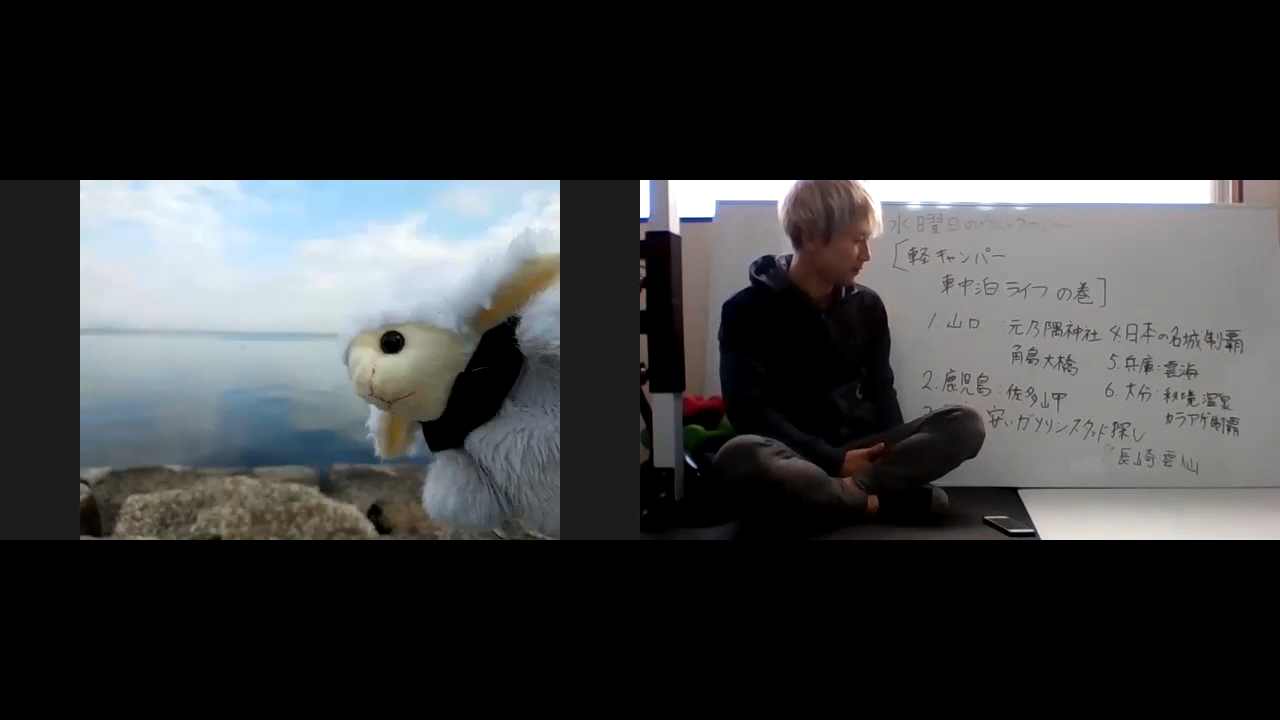 水曜日の
[軽キャンパー
車中泊ライフの巻]
1.山口:元乃隅神社
角島大橋
2.鹿児島:佐多岬
安いガソリンスタンド探し
4.日本の名城制覇
5.兵庫:雲海
6.大分:秘境温泉
カラアゲ制覇
長崎:雲仙